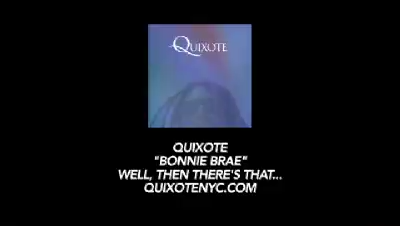 QUIXOTE
QUIXOTE
"BONNIE BRAE"
WELL, THEN THERE'S THAT...
QUIXOTENYC.COM